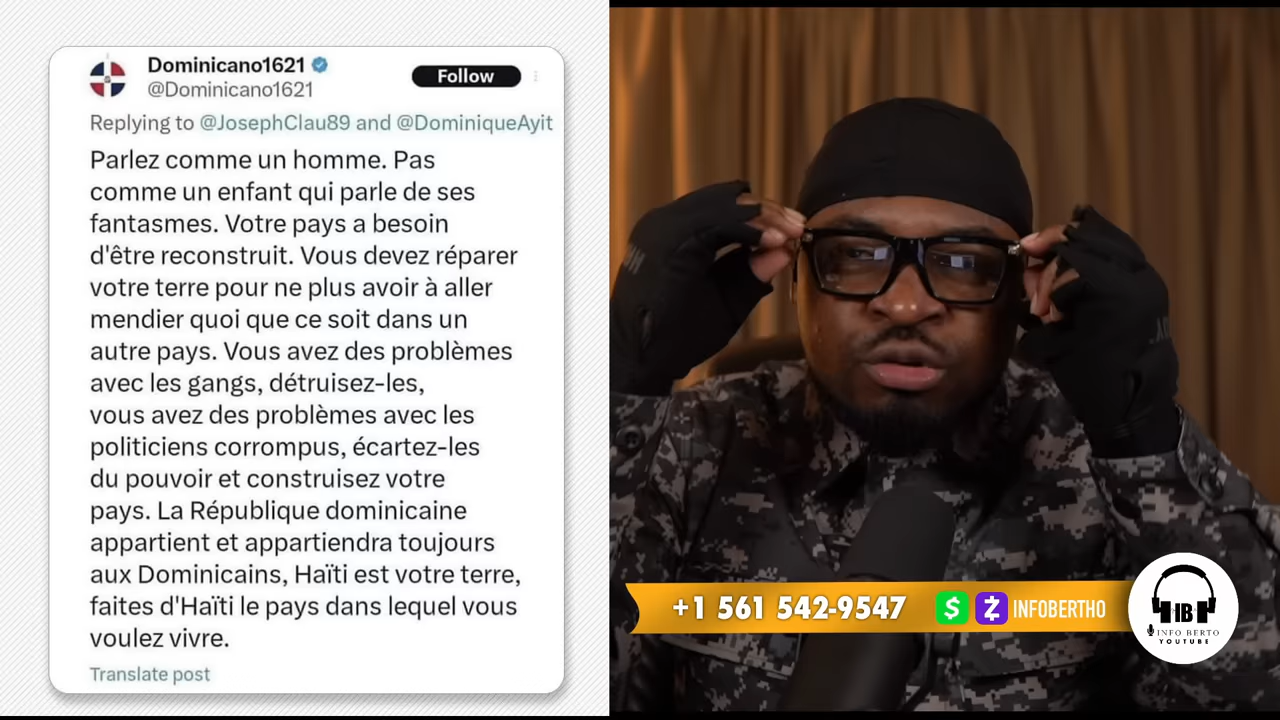 Dominicano1621
@Dominicano1621
Follow
Replying to @JosephClau89 and @DominiqueAyit
Parlez comme un homme. Pas
comme un enfant qui parle de ses
fantasmes. Votre pays a besoin
d'être reconstruit. Vous devez réparer
votre terre pour ne plus avoir à aller
mendier quoi que ce soit dans un
autre pays. Vous avez des problèmes
avec les gangs, détruisez-les,
vous avez des problèmes avec les
politiciens corrompus, écartez-les
du pouvoir et construisez votre
pays. La République dominicaine
appartient et appartiendra toujours
aux Dominicains, Haïti est votre terre,
faites d'Haïti le pays dans lequel vous
voulez vivre.
Translate post
+1 561 542-9547 $ Z INFOBERTHO
IB
INFO BERTO
YOUTUBE